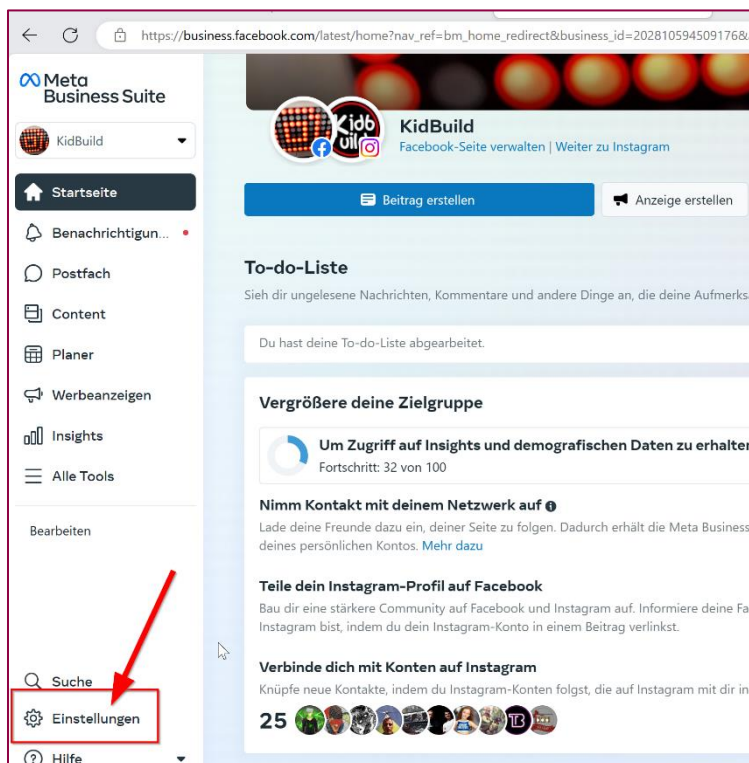 https://business.facebook.com/latest/home?nav_ref=bm_home_redirect&business_id=202810594509176&
Meta
Business Suite
KidBuild
Startseite
Benachrichtigun...
Postfach
Content
Planer
Werbeanzeigen
Insights
Alle Tools
Bearbeiten
Suche
Einstellungen
Hilfe
Kidb
uild
KidBuild
Facebook-Seite verwalten | Weiter zu Instagram
Beitrag erstellen
Anzeige erstellen
To-do-Liste
Sieh dir ungelesene Nachrichten, Kommentare und andere Dinge an, die deine Aufmerks
Du hast deine To-do-Liste abgearbeitet.
Vergrößere deine Zielgruppe
Um Zugriff auf Insights und demografischen Daten zu erhalten
Fortschritt: 32 von 100
Nimm Kontakt mit deinem Netzwerk auf
Lade deine Freunde dazu ein, deiner Seite zu folgen. Dadurch erhält die Meta Business
deines persönlichen Kontos. Mehr dazu
Teile dein Instagram-Profil auf Facebook
Bau dir eine stärkere Community auf Facebook und Instagram auf. Informiere deine Fa
Instagram bist, indem du dein Instagram-Konto in einem Beitrag verlinkst.
Verbinde dich mit Konten auf Instagram
Knüpfe neue Kontakte, indem du Instagram-Konten folgst, die auf Instagram mit dir in
25